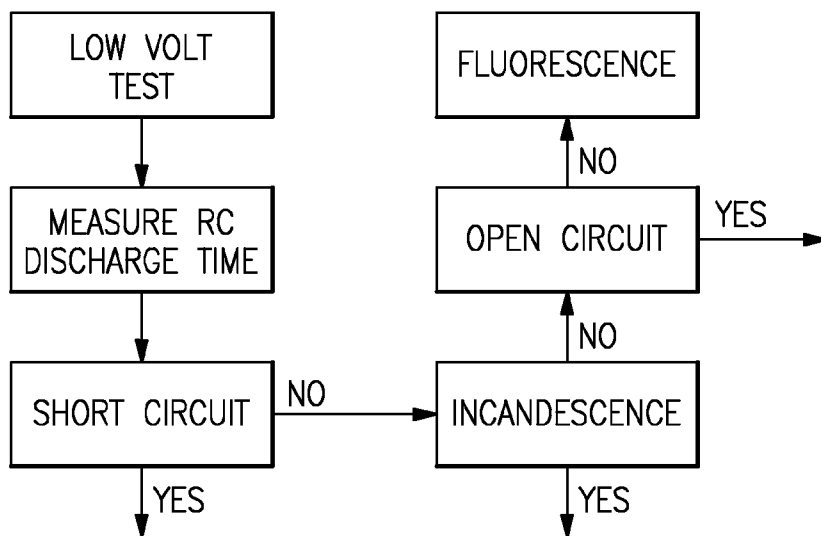 LOW VOLT
TEST
MEASURE RC
DISCHARGE TIME
SHORT CIRCUIT
YES
NO
INCANDESCENCE
YES
NO
OPEN CIRCUIT
YES
NO
FLUORESCENCE